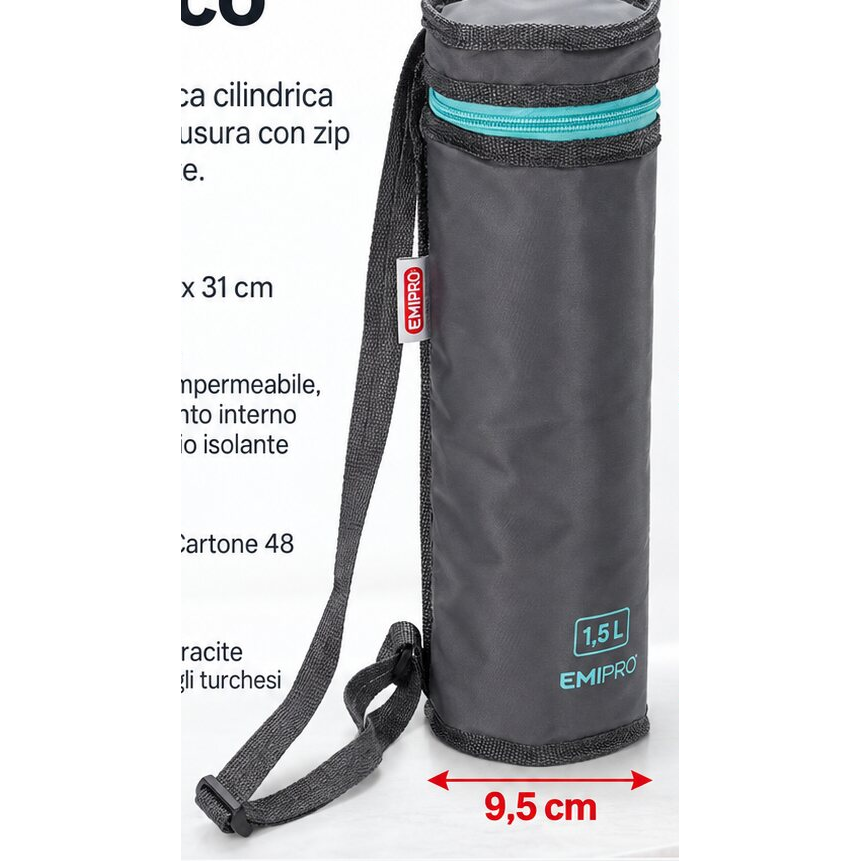 co
ca cilindrica
usura con zip
e.
x 31 cm
mpermeabile,
nto interno
io isolante
Cartone 48
racite
gli turchesi
EMIPRO
1,5 L
EMIPRO
9,5 cm